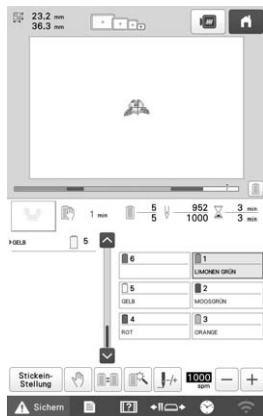 23.2 mm
36.3 mm
1 min
5
5
952
1000
3 min
3 min
GELB 5
6
1
LIMONEN GRÜN
5
GELB
2
MOOSGRÜN
4
ROT
3
ORANGE
Stickein-
Stellung
1000
spm
Sichern